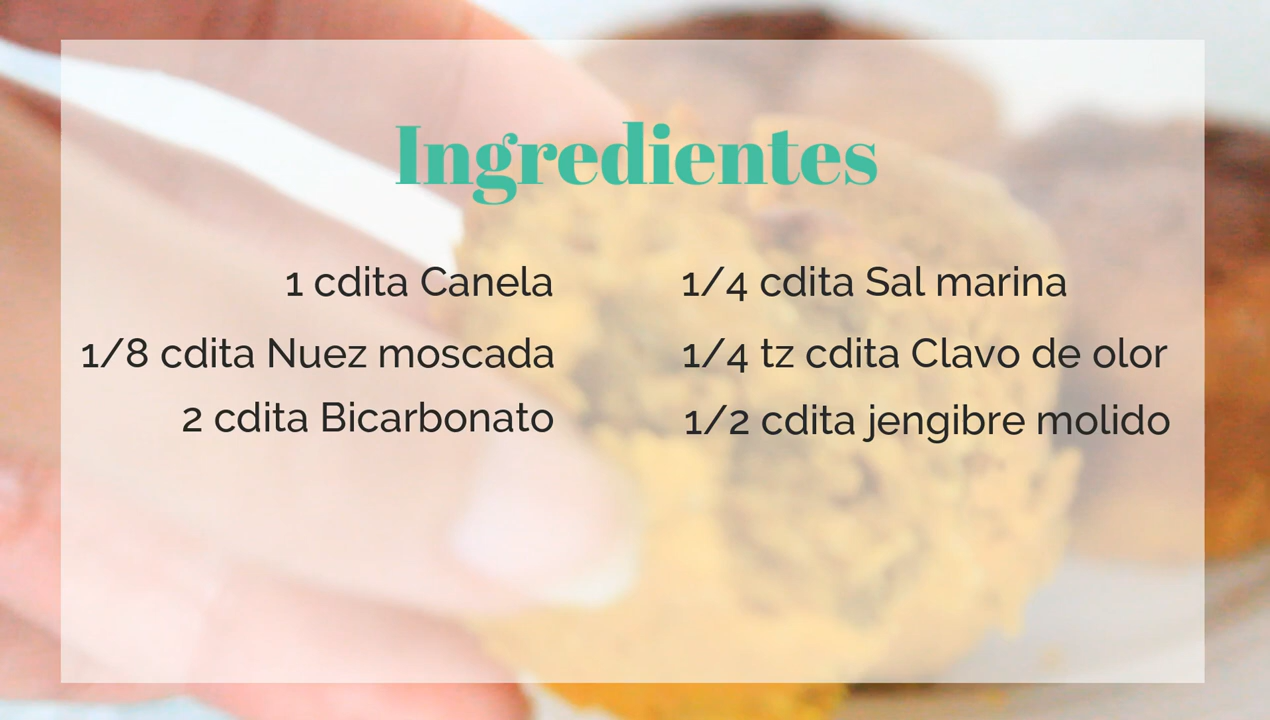 Ingredientes
1 cdita Canela
1/8 cdita Nuez moscada
2 cdita Bicarbonato
1/4 cdita Sal marina
1/4 tz cdita Clavo de olor
1/2 cdita jengibre molido